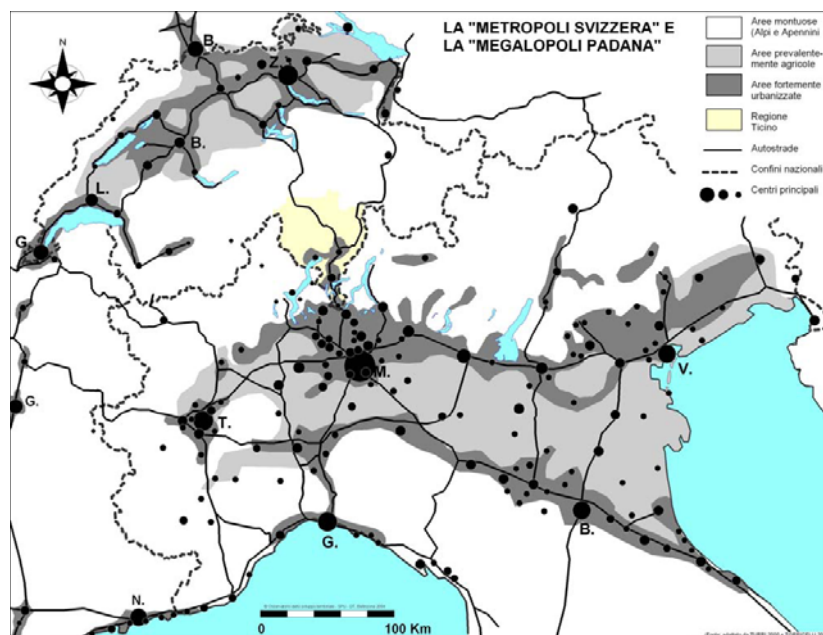 LA "METROPOLI SVIZZERA" E
LA "MEGALOPOLI PADANA"
N
Aree montuose
(Alpi e Apennini
Aree prevalente-
mente agricole
Aree fortemente
urbanizzate
Regione
Ticino
Autostrade
Confini nazionali
Centri principali
B.
Z.
B.
L.
G.
G.
T.
M.
V.
G.
B.
N.
0 100 Km